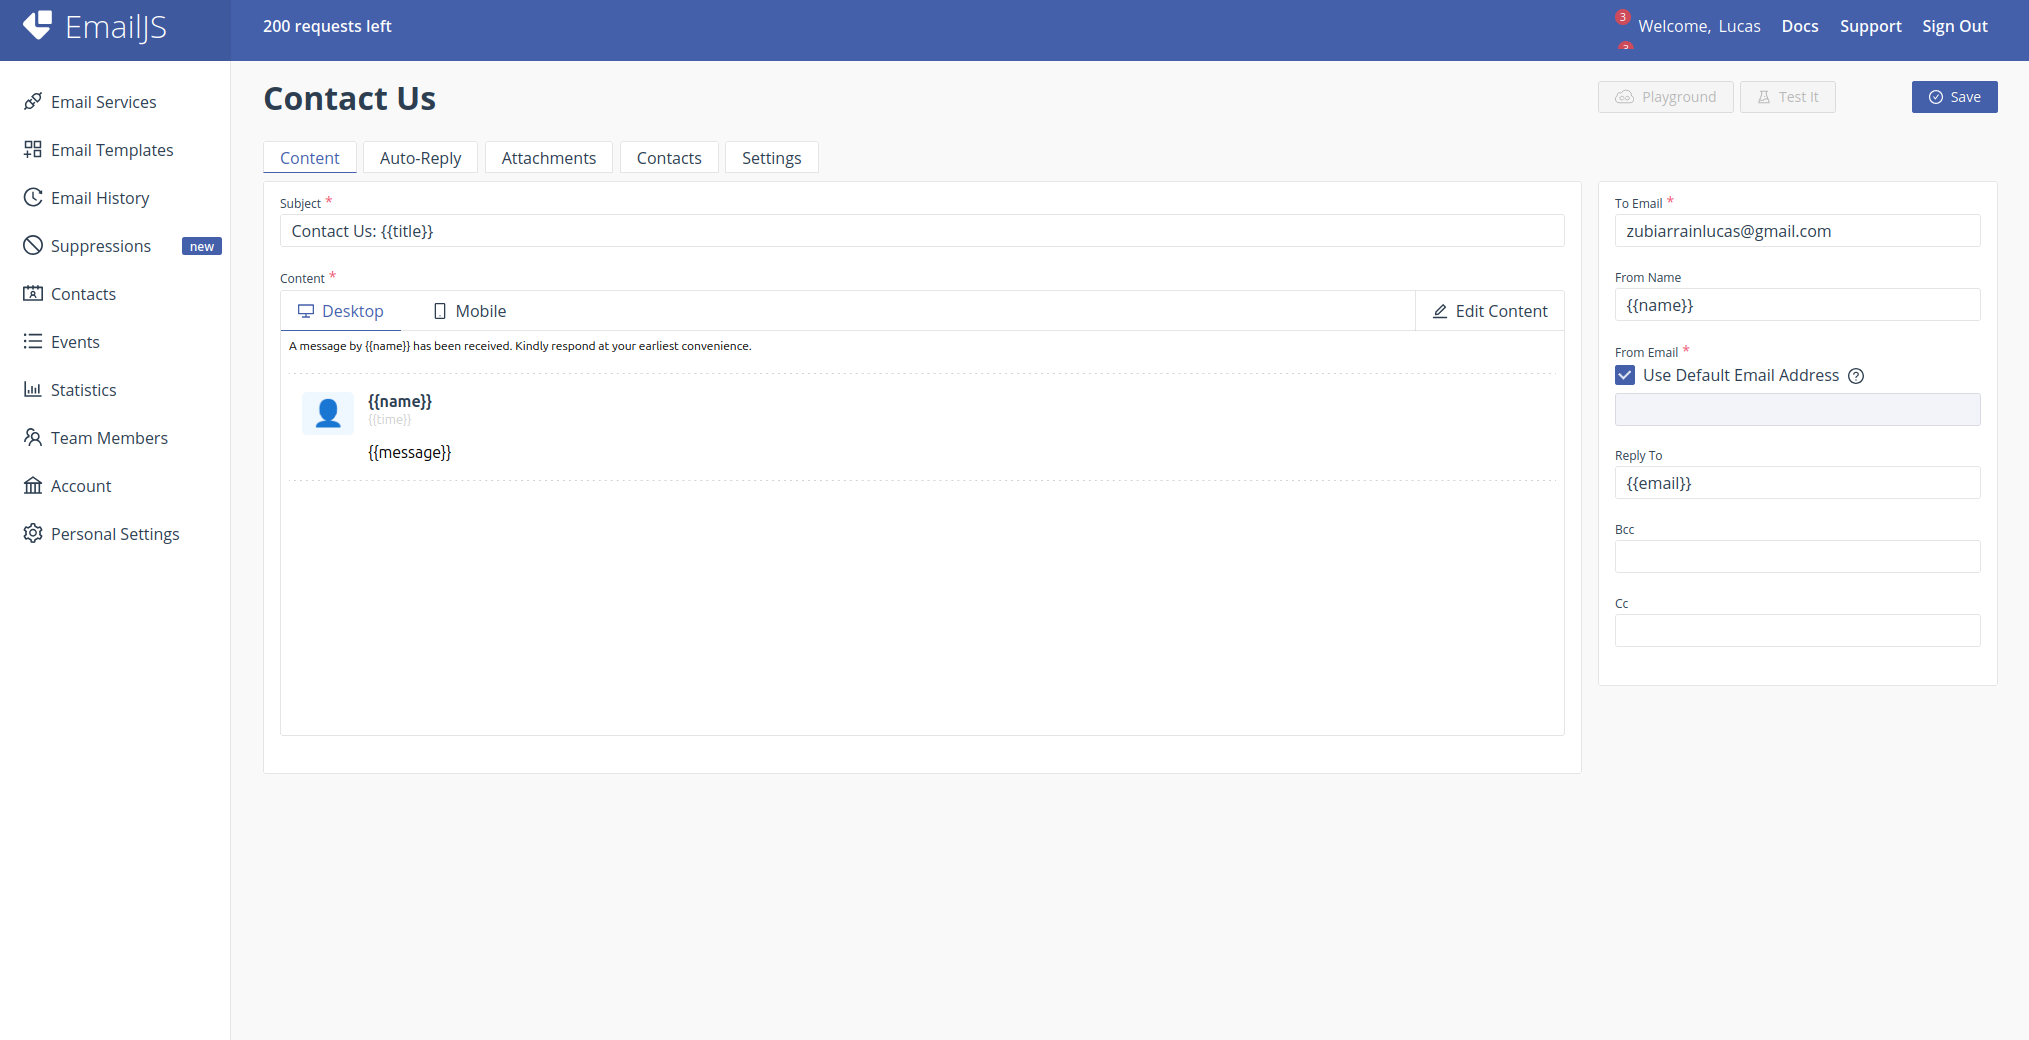 EmailJS
200 requests left
3
Welcome, Lucas
Docs
Support
Sign Out
Email Services
Email Templates
Email History
Suppressions
new
Contacts
Events
Statistics
Team Members
Account
Personal Settings
Contact Us
Playground
Test It
Save
Content
Auto-Reply
Attachments
Contacts
Settings
Subject *
Contact Us: {{title}}
Content *
Desktop
Mobile
Edit Content
A message by {{name}} has been received. Kindly respond at your earliest convenience.
{{name}}
{{time}}
{{message}}
To Email *
zubiarrainlucas@gmail.com
From Name
{{name}}
From Email *
Use Default Email Address
Reply To
{{email}}
Bcc
Cc